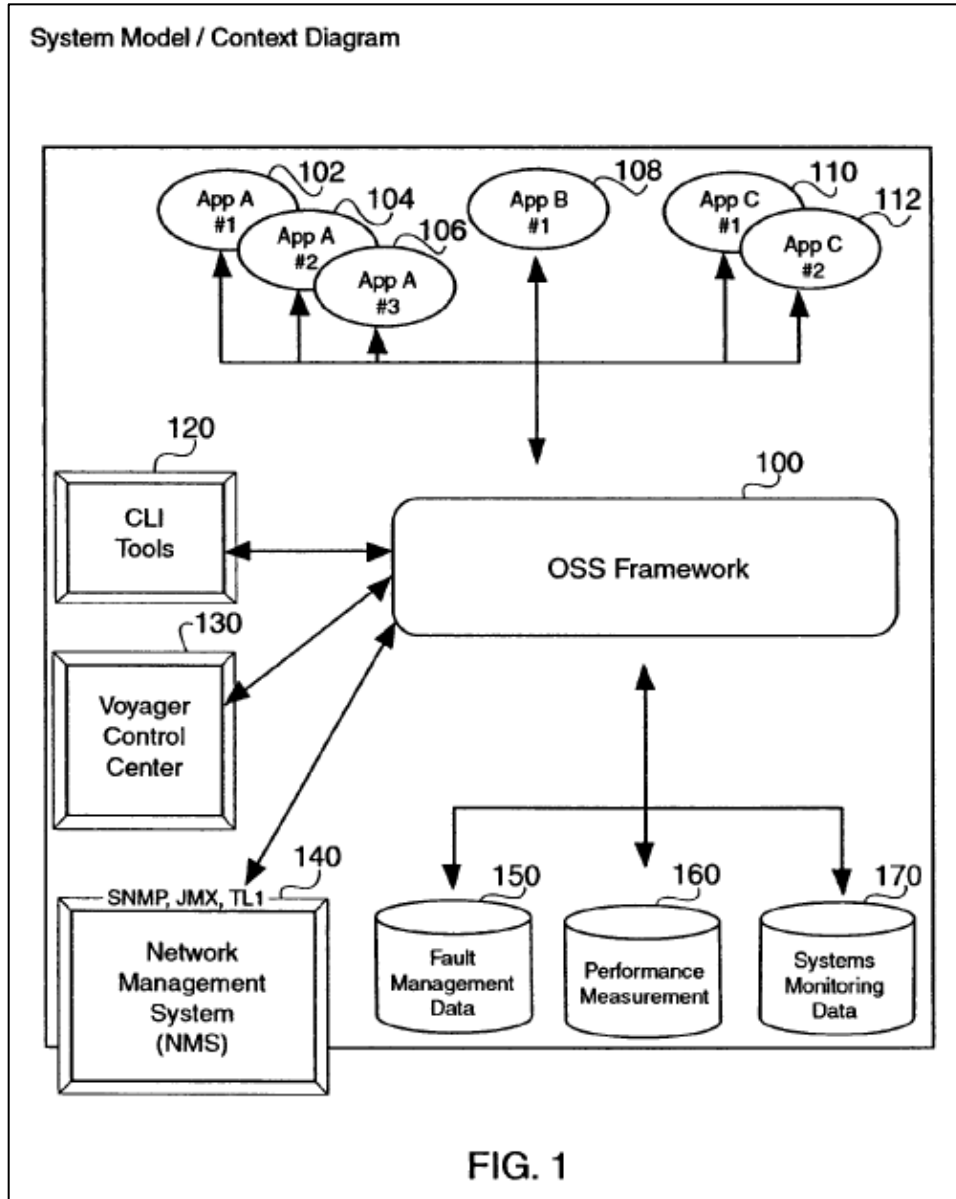 System Model / Context Diagram
102
App A
#1
104
App A
#2
106
App A
#3
108
App B
#1
110
App C
#1
112
App C
#2
120
CLI
Tools
100
OSS Framework
130
Voyager
Control
Center
140
SNMP, JMX, TL1
Network
Management
System
(NMS)
150
Fault
Management
Data
160
Performance
Measurement
170
Systems
Monitoring
Data
FIG. 1